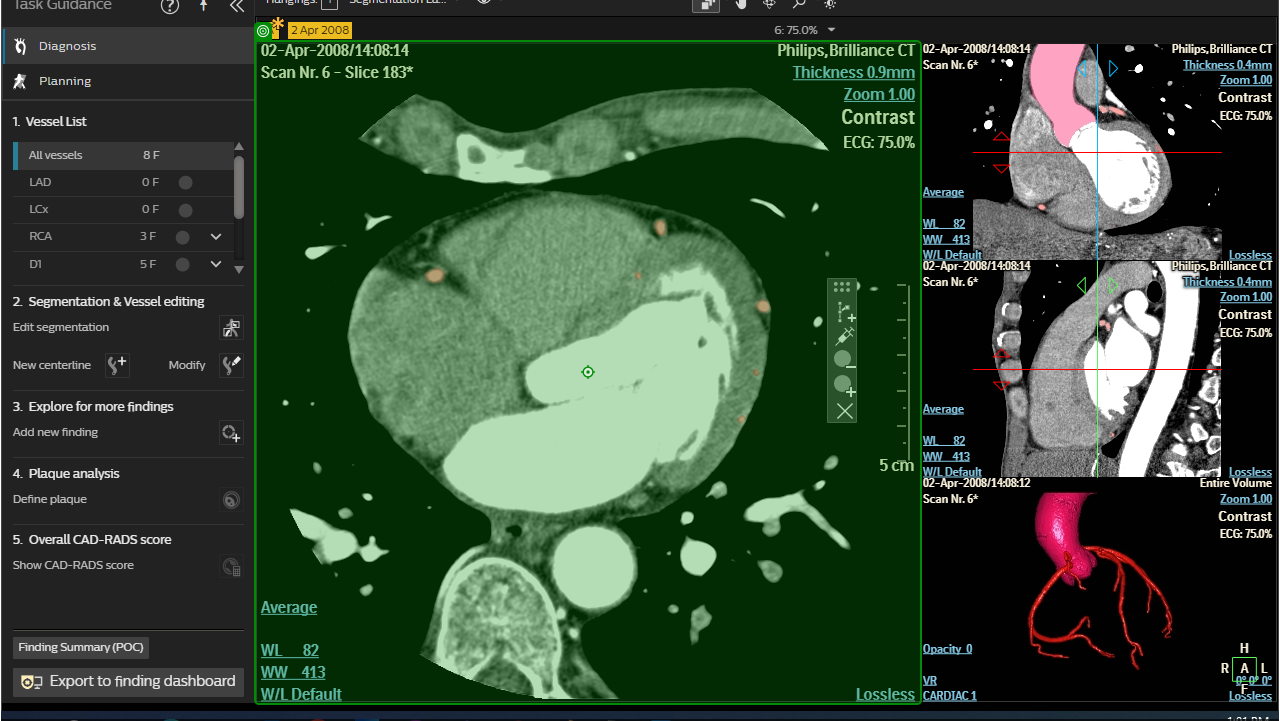 Task Guidance
Diagnosis
Planning
1. Vessel List
All vessels 8 F
LAD 0 F
LCx 0 F
RCA 3 F
D1 5 F
2. Segmentation & Vessel editing
Edit segmentation
New centerline Modify
3. Explore for more findings
Add new finding
4. Plaque analysis
Define plaque
5. Overall CAD-RADS score
Show CAD-RADS score
Finding Summary (POC)
Export to finding dashboard
Hangings: Segmentation La...
2 Apr 2008
6: 75.0%
02-Apr-2008/14:08:14
Scan Nr. 6 - Slice 183*
Philips,Brilliance CT
Thickness 0.9mm
Zoom 1.00
Contrast
ECG: 75.0%
5 cm
Average
WL 82
WW 413
W/L Default
Lossless
02-Apr-2008/14:08:14
Scan Nr. 6*
Philips,Brilliance CT
Thickness 0.4mm
Zoom 1.00
Contrast
ECG: 75.0%
Average
WL 82
WW 413
W/L Default
Lossless
02-Apr-2008/14:08:14
Scan Nr. 6*
Philips,Brilliance CT
Thickness 0.4mm
Zoom 1.00
Contrast
ECG: 75.0%
Average
WL 82
WW 413
W/L Default
Lossless
02-Apr-2008/14:08:12
Scan Nr. 6*
Entire Volume
Zoom 1.00
Contrast
ECG: 75.0%
Opacity 0
VR
CARDIAC 1
H
R A L
F
0° 0° 0°
Lossless